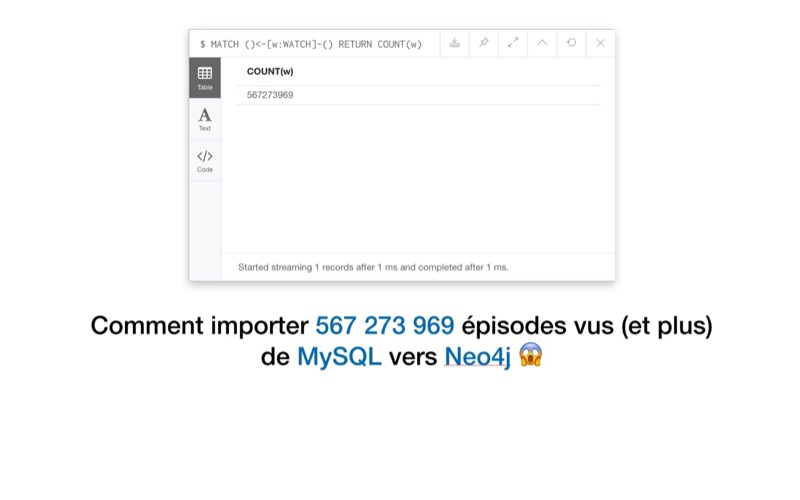 $ MATCH ()<-[w:WATCH]-() RETURN COUNT(w)
COUNT(w)
Table
567273969
A
Text
</>
Code
Started streaming 1 records after 1 ms and completed after 1 ms.
Comment importer 567 273 969 épisodes vus (et plus)
de MySQL vers Neo4j 😱